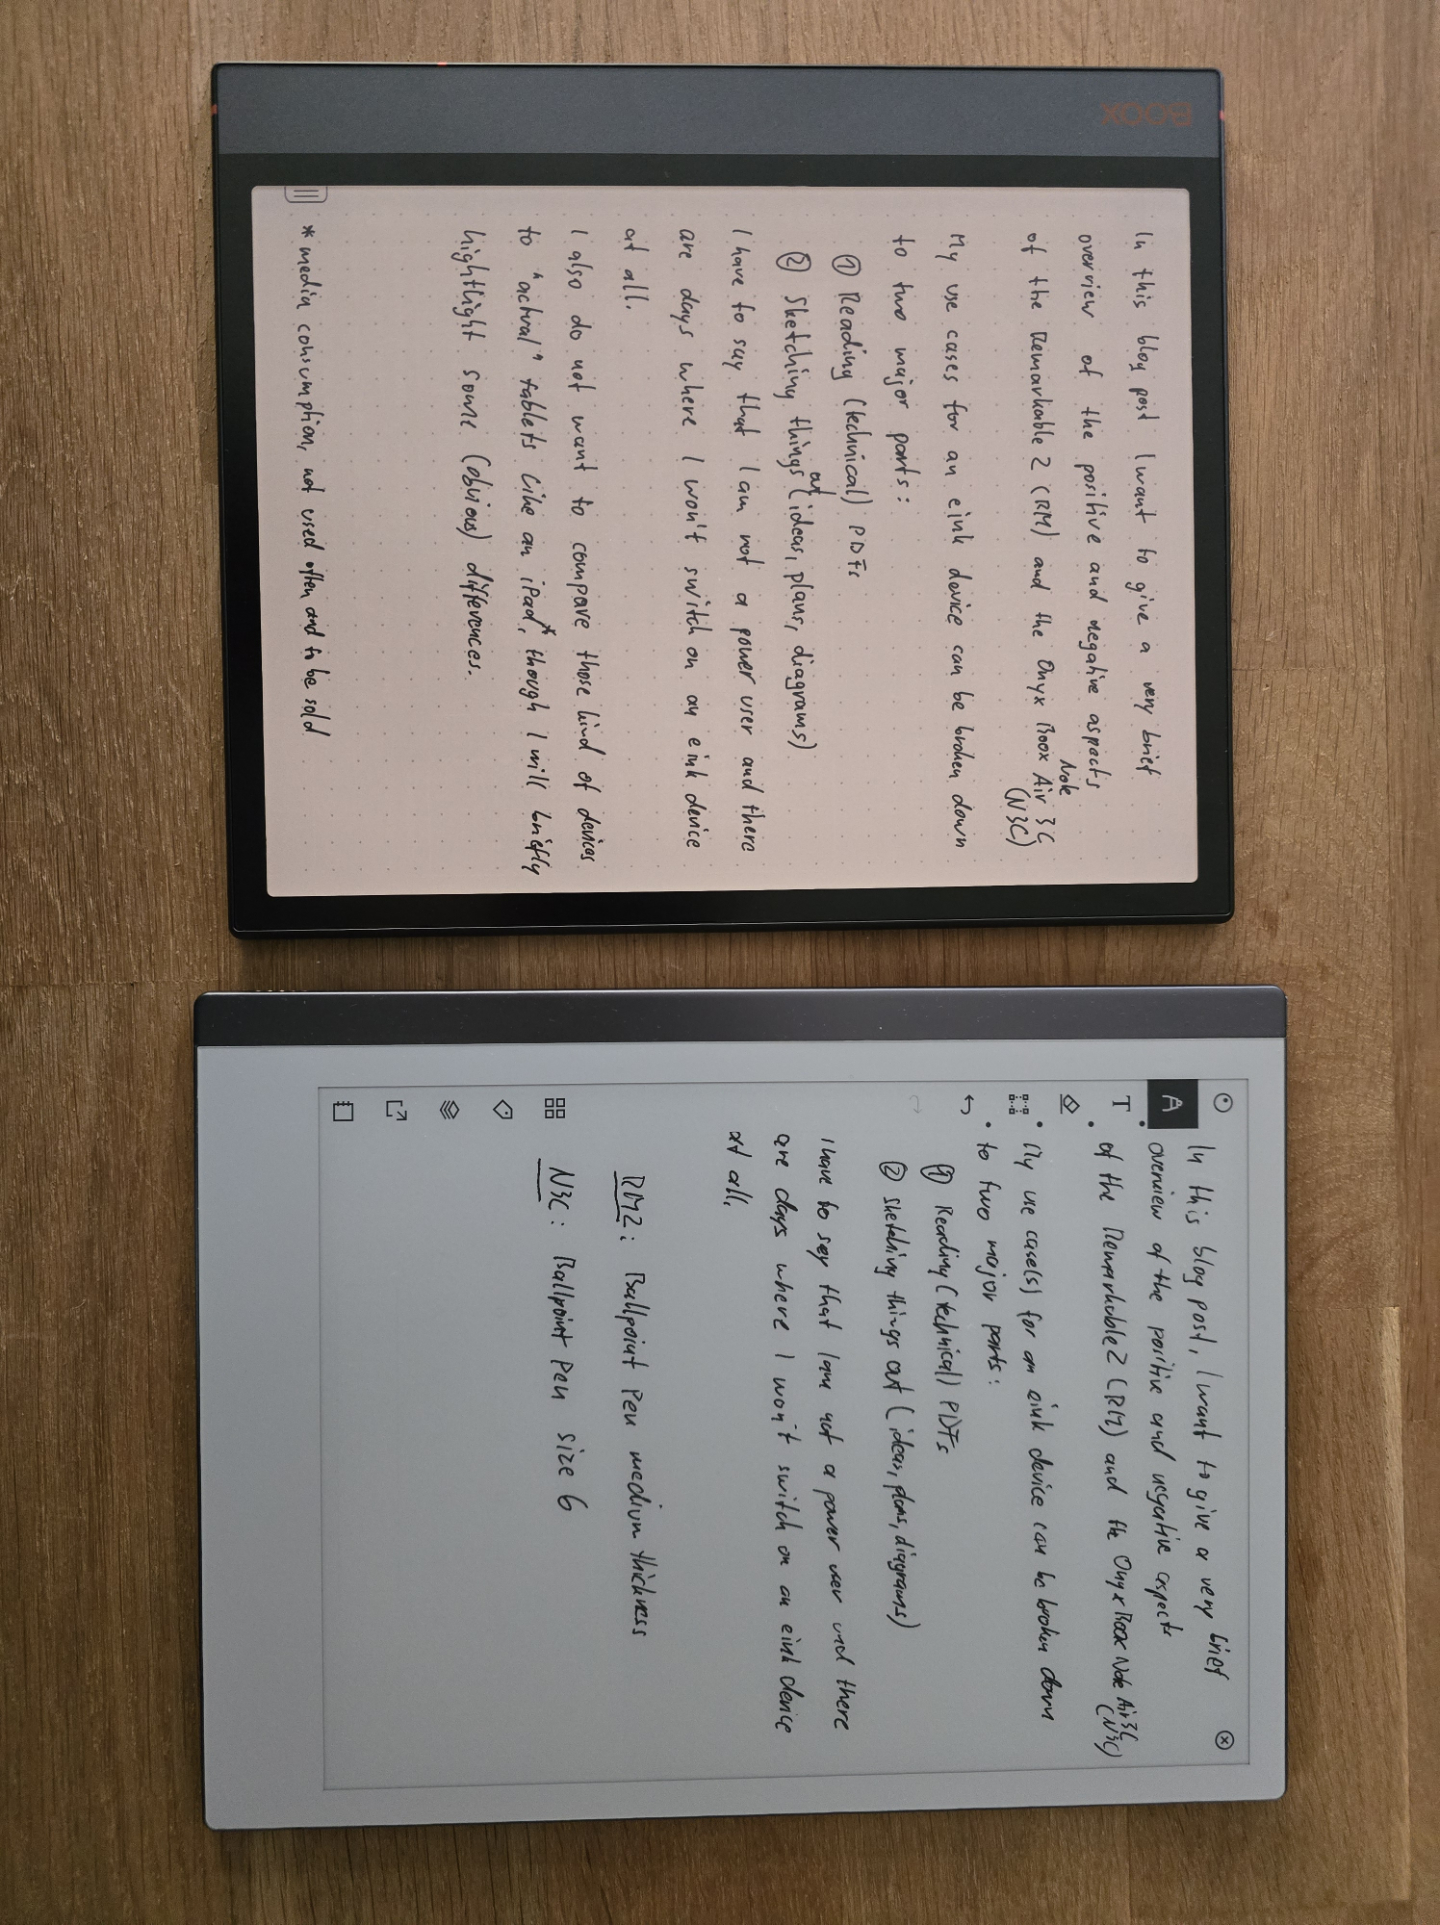 BOOX
In this blog post I want to give a very brief
overview of the positive and negative aspects
of the Remarkable 2 (RM) and the Onyx Boox Note Air 3C
(N3C)
My use cases for an eink device can be broken down
to two major parts:
① Reading (technical) PDFs
② Sketching things out (ideas, plans, diagrams)
I have to say that I am not a power user and there
are days where I won't switch on an eink device
at all.
I also do not want to compare those kind of devices
to "actual" tablets like an iPad*, though I will briefly
hightlight some (obvious) differences.
* media consumption, not used often and to be sold
In this blog post, I want to give a very brief
overview of the positive and negative aspects
of the Remarkable 2 (RM) and the Onyx Boox Note Air 3C
(N3C)
My use case(s) for an eink device can be broken down
to two major parts:
① Reading (technical) PDFs
② Sketching things out (ideas, plans, diagrams)
I have to say that I am not a power user and there
are days where I won't switch on an eink device
at all.
RM2: Ballpoint Pen medium thickness
N3C: Ballpoint Pen size 6